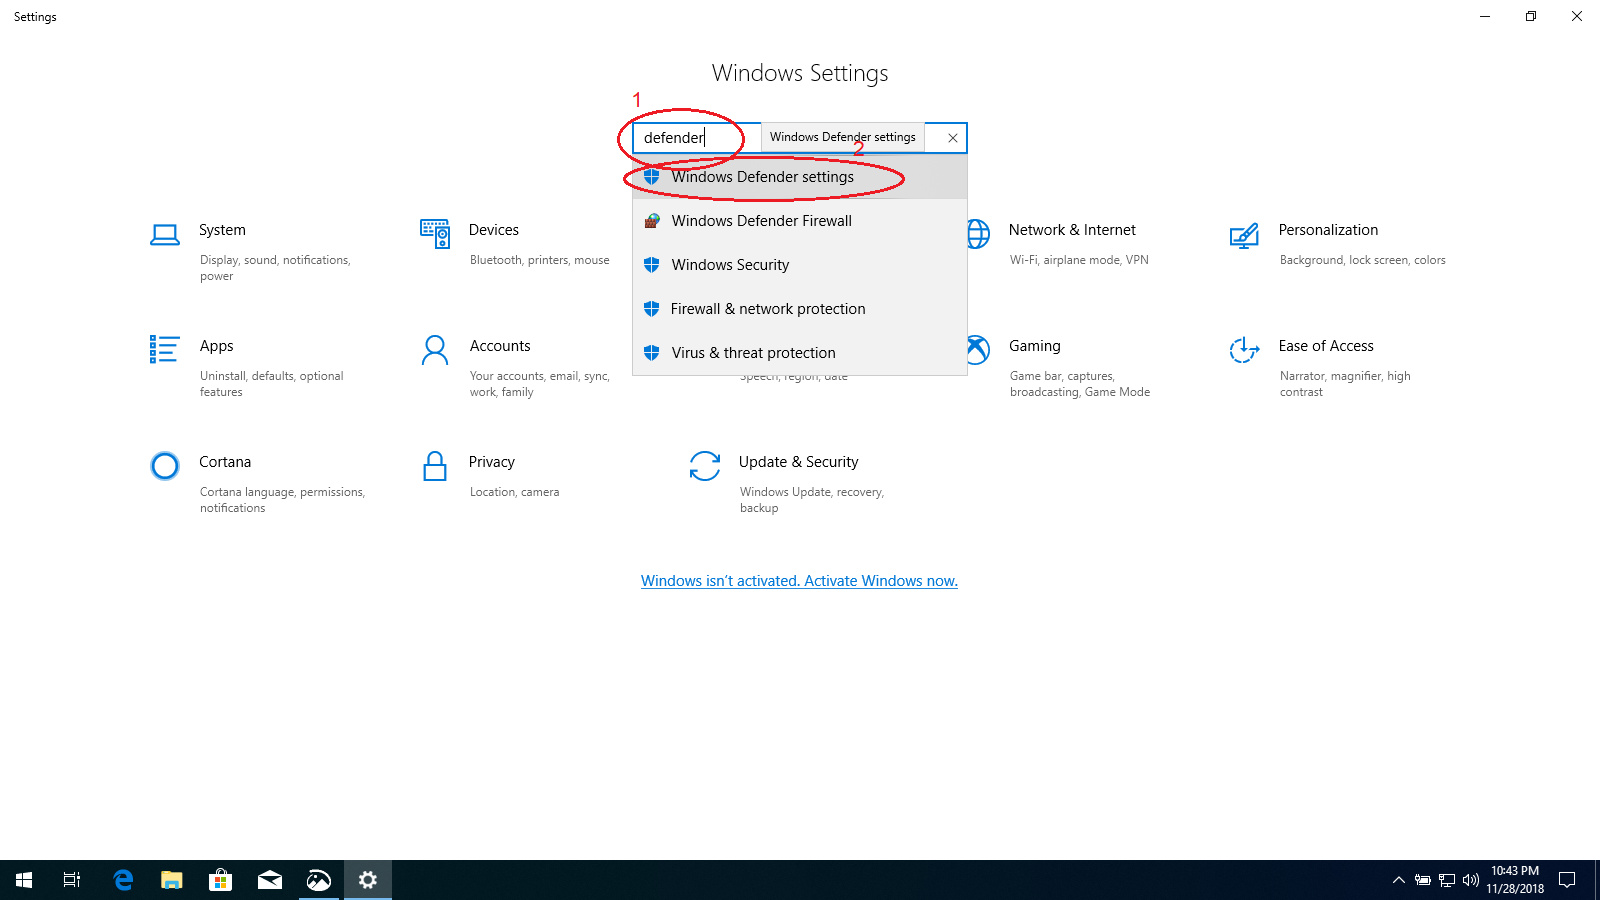 Settings
Windows Settings
1
defender
Windows Defender settings
2
Windows Defender settings
Windows Defender Firewall
Windows Security
Firewall & network protection
Virus & threat protection
System
Display, sound, notifications,
power
Devices
Bluetooth, printers, mouse
Network & Internet
Wi-Fi, airplane mode, VPN
Personalization
Background, lock screen, colors
Apps
Uninstall, defaults, optional
features
Accounts
Your accounts, email, sync,
work, family
Speech, region, date
Gaming
Game bar, captures,
broadcasting, Game Mode
Ease of Access
Narrator, magnifier, high
contrast
Cortana
Cortana language, permissions,
notifications
Privacy
Location, camera
Update & Security
Windows Update, recovery,
backup
Windows isn't activated. Activate Windows now.
10:43 PM
11/28/2018